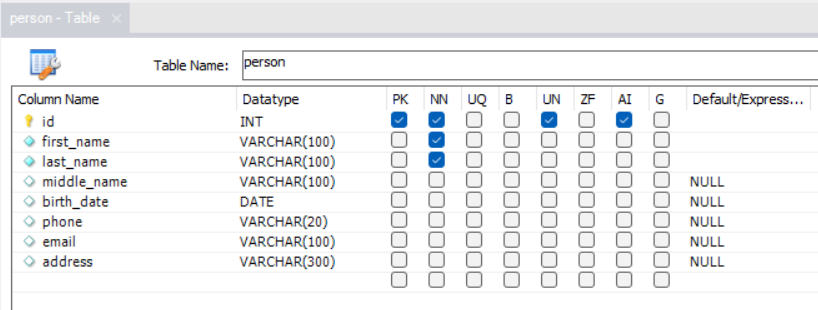 person - Table ×
Table Name: person
Column Name Datatype PK NN UQ B UN ZF AI G Default/Express...
id INT
first_name VARCHAR(100)
last_name VARCHAR(100)
middle_name VARCHAR(100) NULL
birth_date DATE NULL
phone VARCHAR(20) NULL
email VARCHAR(100) NULL
address VARCHAR(300) NULL